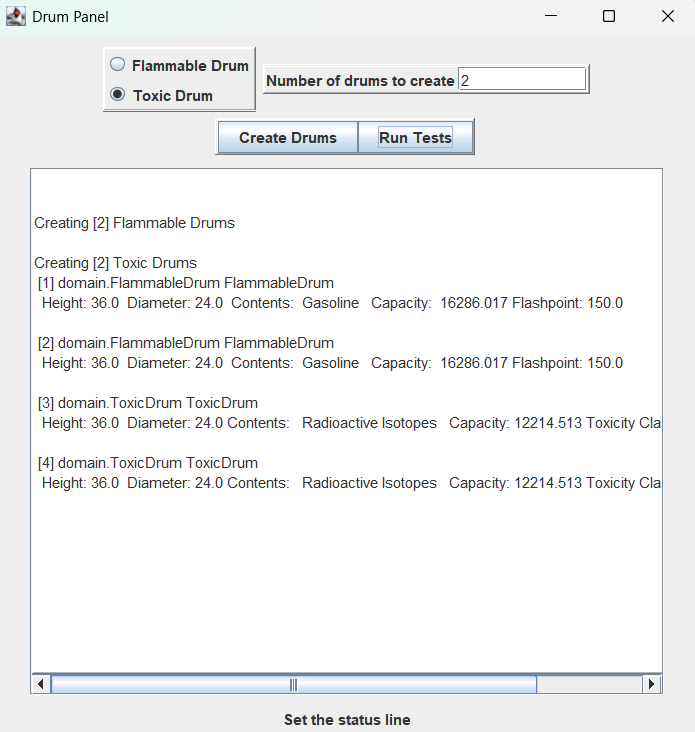 Drum Panel
Flammable Drum
Toxic Drum
Number of drums to create 2
Create Drums Run Tests
Creating [2] Flammable Drums
Creating [2] Toxic Drums
[1] domain.FlammableDrum FlammableDrum
Height: 36.0 Diameter: 24.0 Contents: Gasoline Capacity: 16286.017 Flashpoint: 150.0
[2] domain.FlammableDrum FlammableDrum
Height: 36.0 Diameter: 24.0 Contents: Gasoline Capacity: 16286.017 Flashpoint: 150.0
[3] domain.ToxicDrum ToxicDrum
Height: 36.0 Diameter: 24.0 Contents: Radioactive Isotopes Capacity: 12214.513 Toxicity Cla
[4] domain.ToxicDrum ToxicDrum
Height: 36.0 Diameter: 24.0 Contents: Radioactive Isotopes Capacity: 12214.513 Toxicity Cla
Set the status line